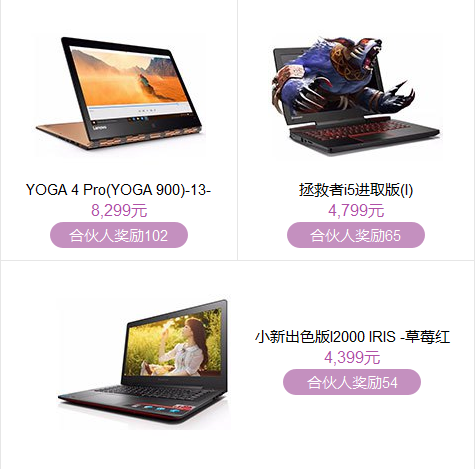 Lenovo
YOGA 4 Pro(YOGA 900)-13-
8,299元
合伙人奖励102
拯救者i5进取版(I)
4,799元
合伙人奖励65
小新出色版I2000 IRIS -草莓红
4,399元
合伙人奖励54